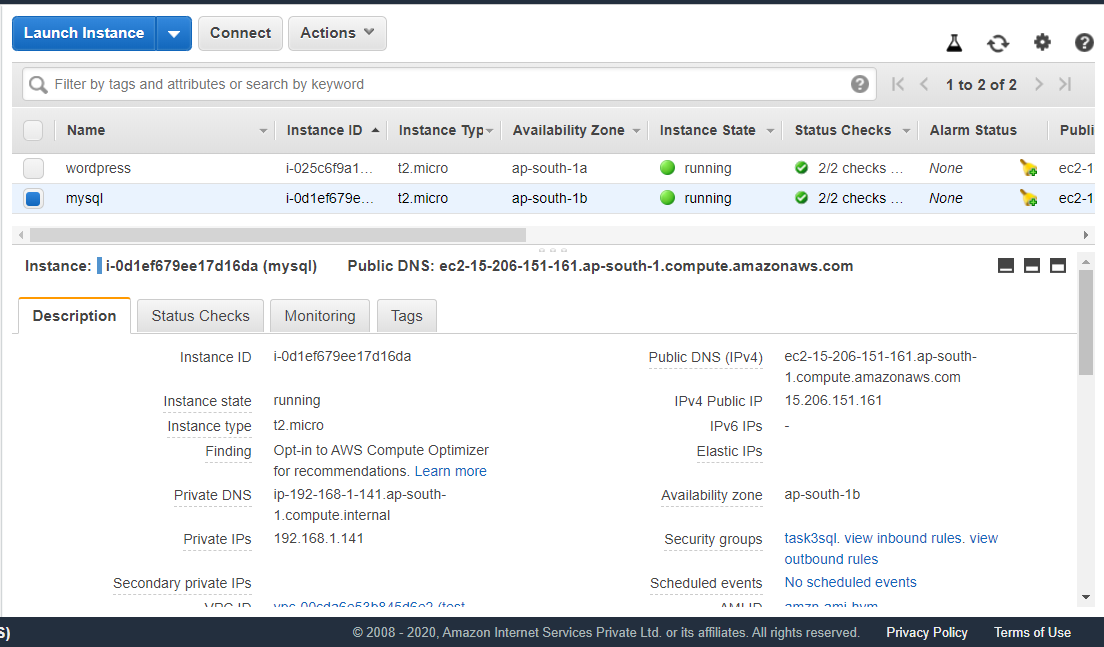 Launch Instance Connect Actions
Filter by tags and attributes or search by keyword 1 to 2 of 2
Name Instance ID Instance Typ Availability Zone Instance State Status Checks Alarm Status Publi
wordpress i-025c6f9a1... t2.micro ap-south-1a running 2/2 checks ... None ec2-1
mysql i-0d1ef679e... t2.micro ap-south-1b running 2/2 checks ... None ec2-1
Instance: i-0d1ef679ee17d16da (mysql) Public DNS: ec2-15-206-151-161.ap-south-1.compute.amazonaws.com
Description Status Checks Monitoring Tags
Instance ID i-0d1ef679ee17d16da Public DNS (IPv4) ec2-15-206-151-161.ap-south-
1.compute.amazonaws.com
Instance state running IPv4 Public IP 15.206.151.161
Instance type t2.micro IPv6 IPs -
Finding Opt-in to AWS Compute Optimizer Elastic IPs
for recommendations. Learn more
Private DNS ip-192-168-1-141.ap-south- Availability zone ap-south-1b
1.compute.internal
Private IPs 192.168.1.141 Security groups task3sql. view inbound rules. view
outbound rules
Secondary private IPs Scheduled events No scheduled events
VPC ID vpc-00cda6e53b845d6e2 (test AMI ID amzn-ami-hvm-
S) © 2008 - 2020, Amazon Internet Services Private Ltd. or its affiliates. All rights reserved. Privacy Policy Terms of Use